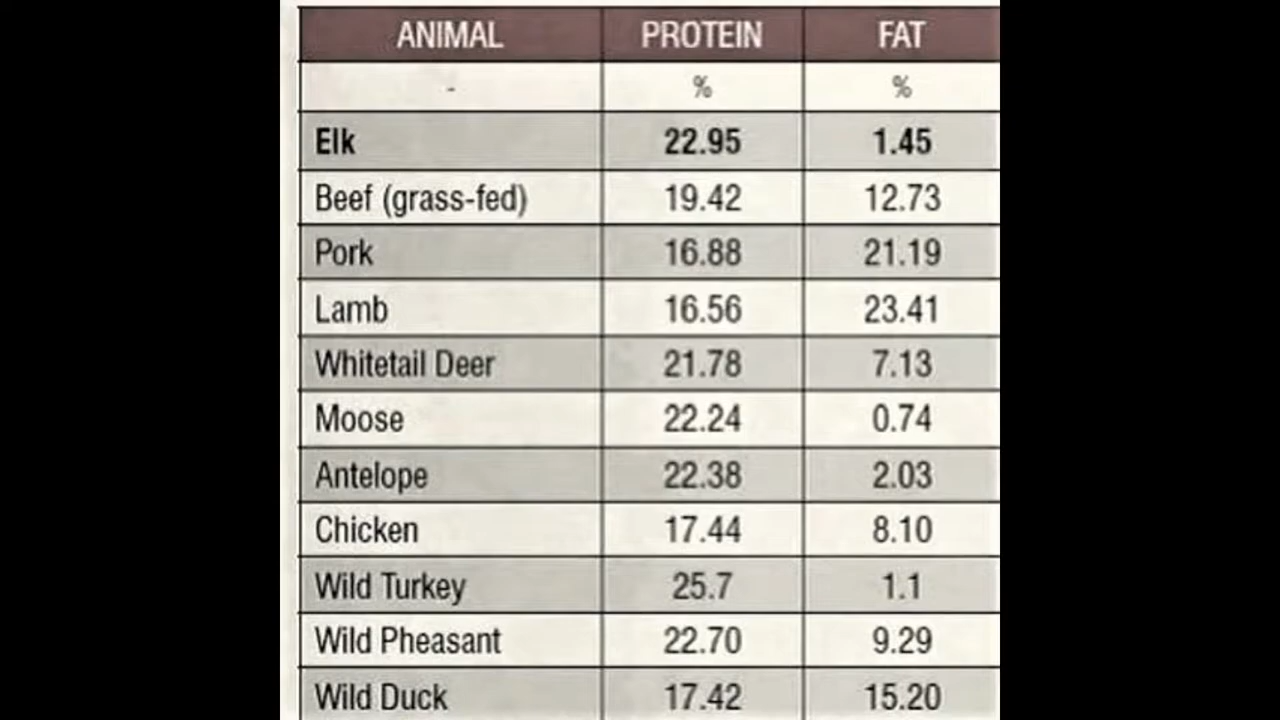 ANIMAL PROTEIN FAT
- % %
Elk 22.95 1.45
Beef (grass-fed) 19.42 12.73
Pork 16.88 21.19
Lamb 16.56 23.41
Whitetail Deer 21.78 7.13
Moose 22.24 0.74
Antelope 22.38 2.03
Chicken 17.44 8.10
Wild Turkey 25.7 1.1
Wild Pheasant 22.70 9.29
Wild Duck 17.42 15.20